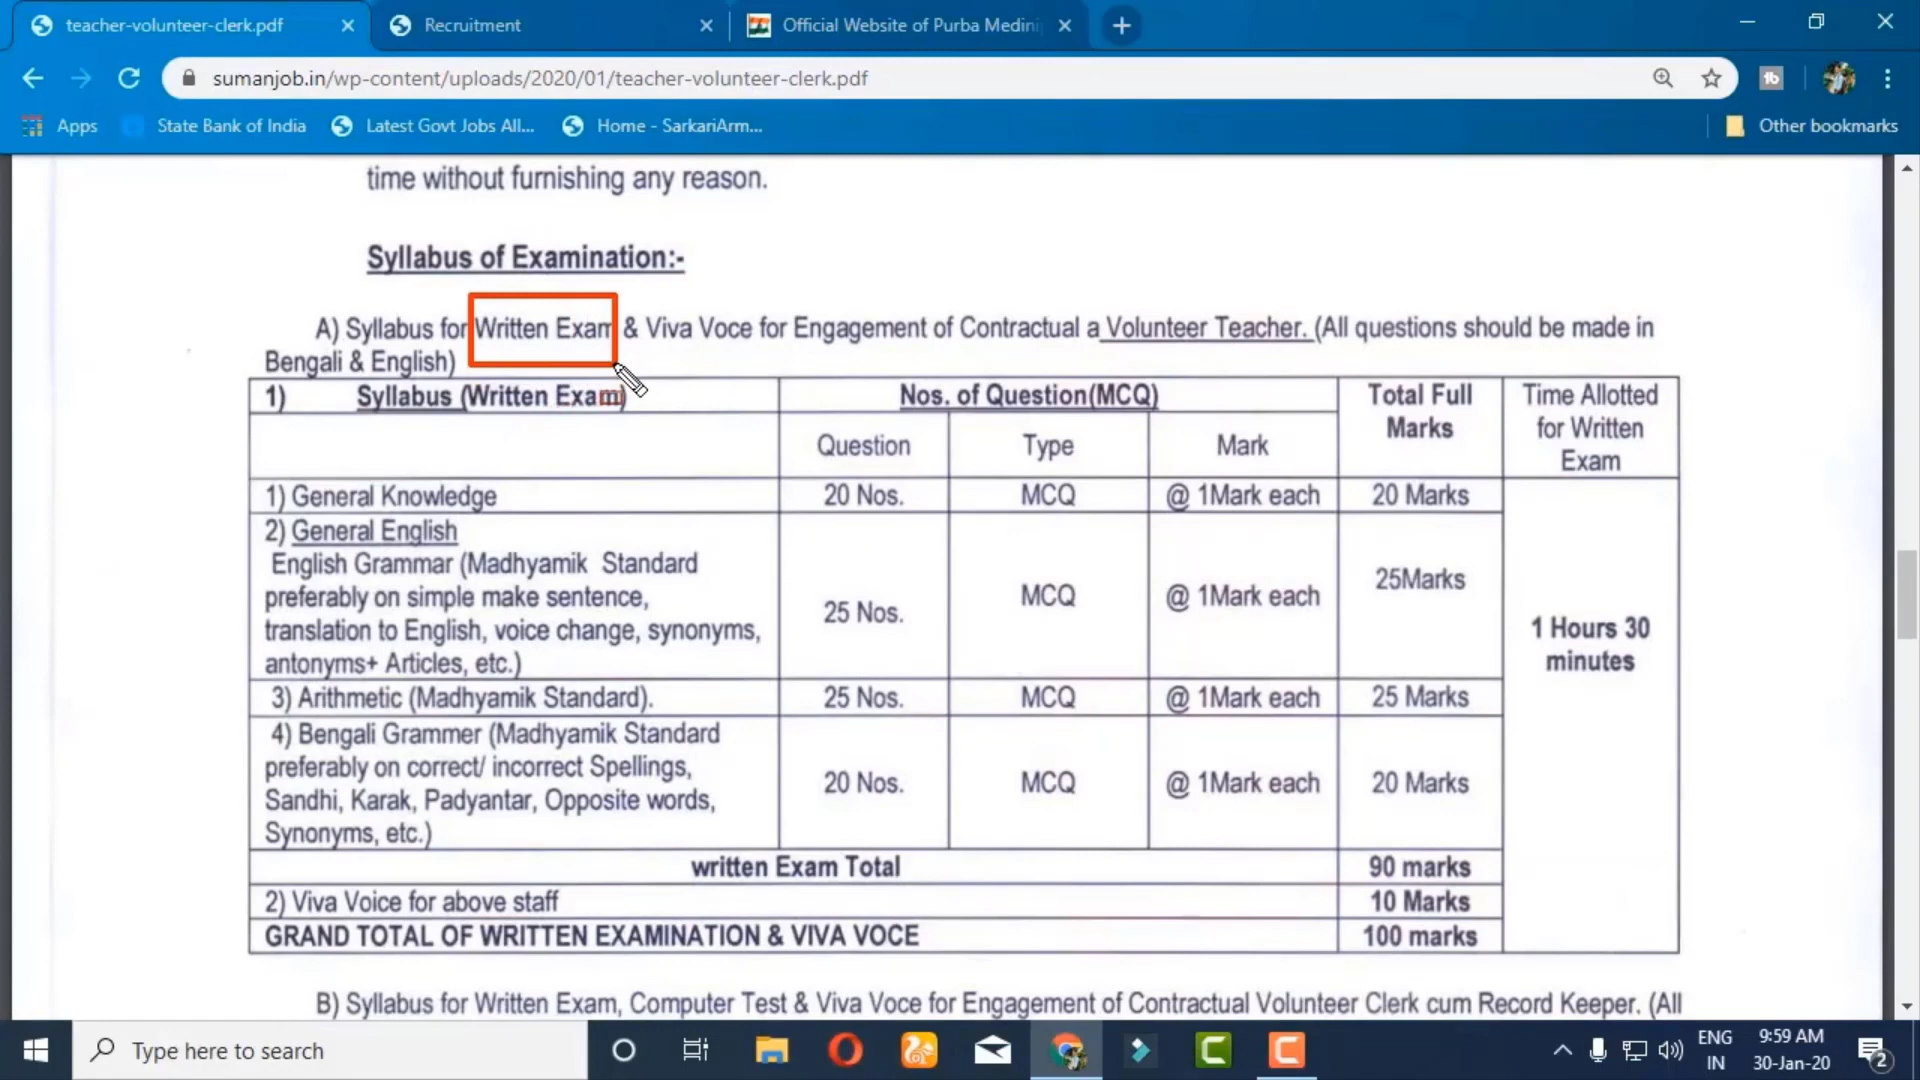 teacher-volunteer-clerk.pdf
Recruitment
Official Website of Purba Medini
sumanjob.in/wp-content/uploads/2020/01/teacher-volunteer-clerk.pdf
Apps
State Bank of India
Latest Govt Jobs All...
Home - SarkariArm...
Other bookmarks
time without furnishing any reason.
Syllabus of Examination:-
A) Syllabus for Written Exam & Viva Voce for Engagement of Contractual a Volunteer Teacher. (All questions should be made in
Bengali & English)
1) Syllabus (Written Exam)
Nos. of Question(MCQ)
Total Full
Marks
Time Allotted
for Written
Exam
Question
Type
Mark
1) General Knowledge
20 Nos.
MCQ
@ 1Mark each
20 Marks
2) General English
English Grammar (Madhyamik Standard
preferably on simple make sentence,
translation to English, voice change, synonyms,
antonyms+ Articles, etc.)
25 Nos.
MCQ
@ 1Mark each
25Marks
1 Hours 30
minutes
3) Arithmetic (Madhyamik Standard).
25 Nos.
MCQ
@ 1Mark each
25 Marks
4) Bengali Grammer (Madhyamik Standard
preferably on correct/ incorrect Spellings,
Sandhi, Karak, Padyantar, Opposite words,
Synonyms, etc.)
20 Nos.
MCQ
@ 1Mark each
20 Marks
written Exam Total
90 marks
2) Viva Voice for above staff
10 Marks
GRAND TOTAL OF WRITTEN EXAMINATION & VIVA VOCE
100 marks
B) Syllabus for Written Exam, Computer Test & Viva Voce for Engagement of Contractual Volunteer Clerk cum Record Keeper. (All
Type here to search
ENG
IN
9:59 AM
30-Jan-20
2